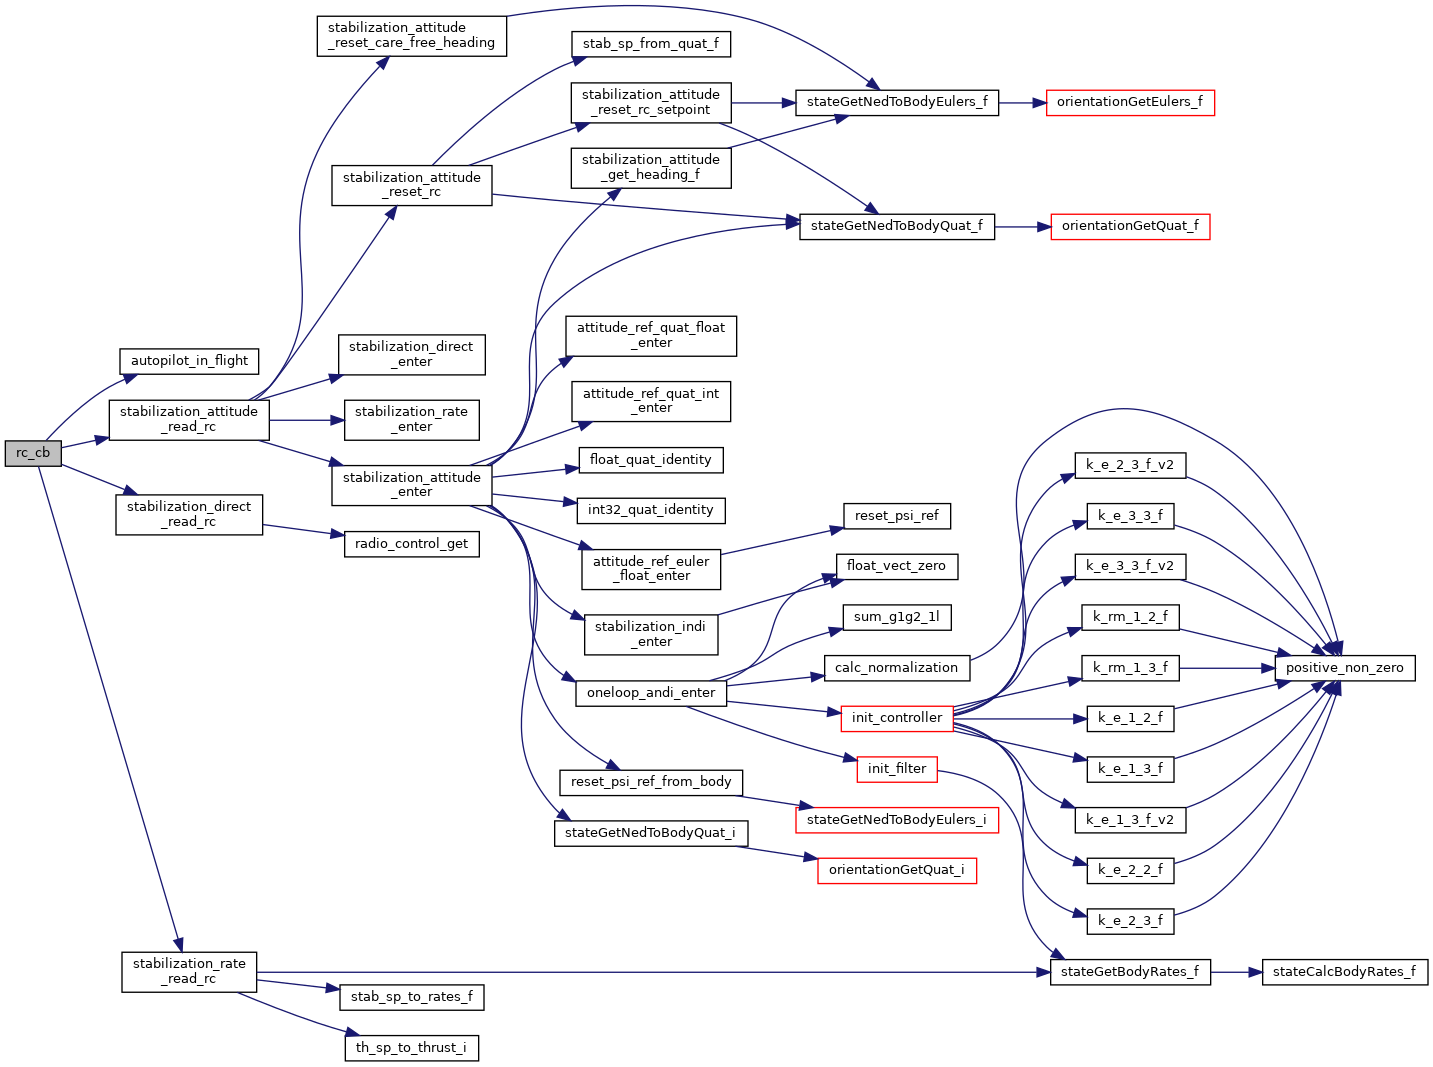 stabilization_attitude
_reset_care_free_heading
stab_sp_from_quat_f
stabilization_attitude
_reset_rc_setpoint
stateGetNedToBodyEulers_f
orientationGetEulers_f
stabilization_attitude
_get_heading_f
stabilization_attitude
_reset_rc
stateGetNedToBodyQuat_f
orientationGetQuat_f
attitude_ref_quat_float
_enter
stabilization_direct
_enter
autopilot_in_flight
attitude_ref_quat_int
_enter
stabilization_attitude
_read_rc
stabilization_rate
_enter
rc_cb
float_quat_identity
k_e_2_3_f_v2
stabilization_attitude
_enter
int32_quat_identity
stabilization_direct
_read_rc
reset_psi_ref
k_e_3_3_f
radio_control_get
attitude_ref_euler
_float_enter
float_vect_zero
k_e_3_3_f_v2
sum_g1g2_1l
k_rm_1_2_f
stabilization_indi
_enter
calc_normalization
k_rm_1_3_f
positive_non_zero
oneloop_andi_enter
init_controller
k_e_1_2_f
init_filter
k_e_1_3_f
reset_psi_ref_from_body
stateGetNedToBodyEulers_i
k_e_1_3_f_v2
stateGetNedToBodyQuat_i
orientationGetQuat_i
k_e_2_2_f
k_e_2_3_f
stabilization_rate
_read_rc
stateGetBodyRates_f
stateCalcBodyRates_f
stab_sp_to_rates_f
th_sp_to_thrust_i